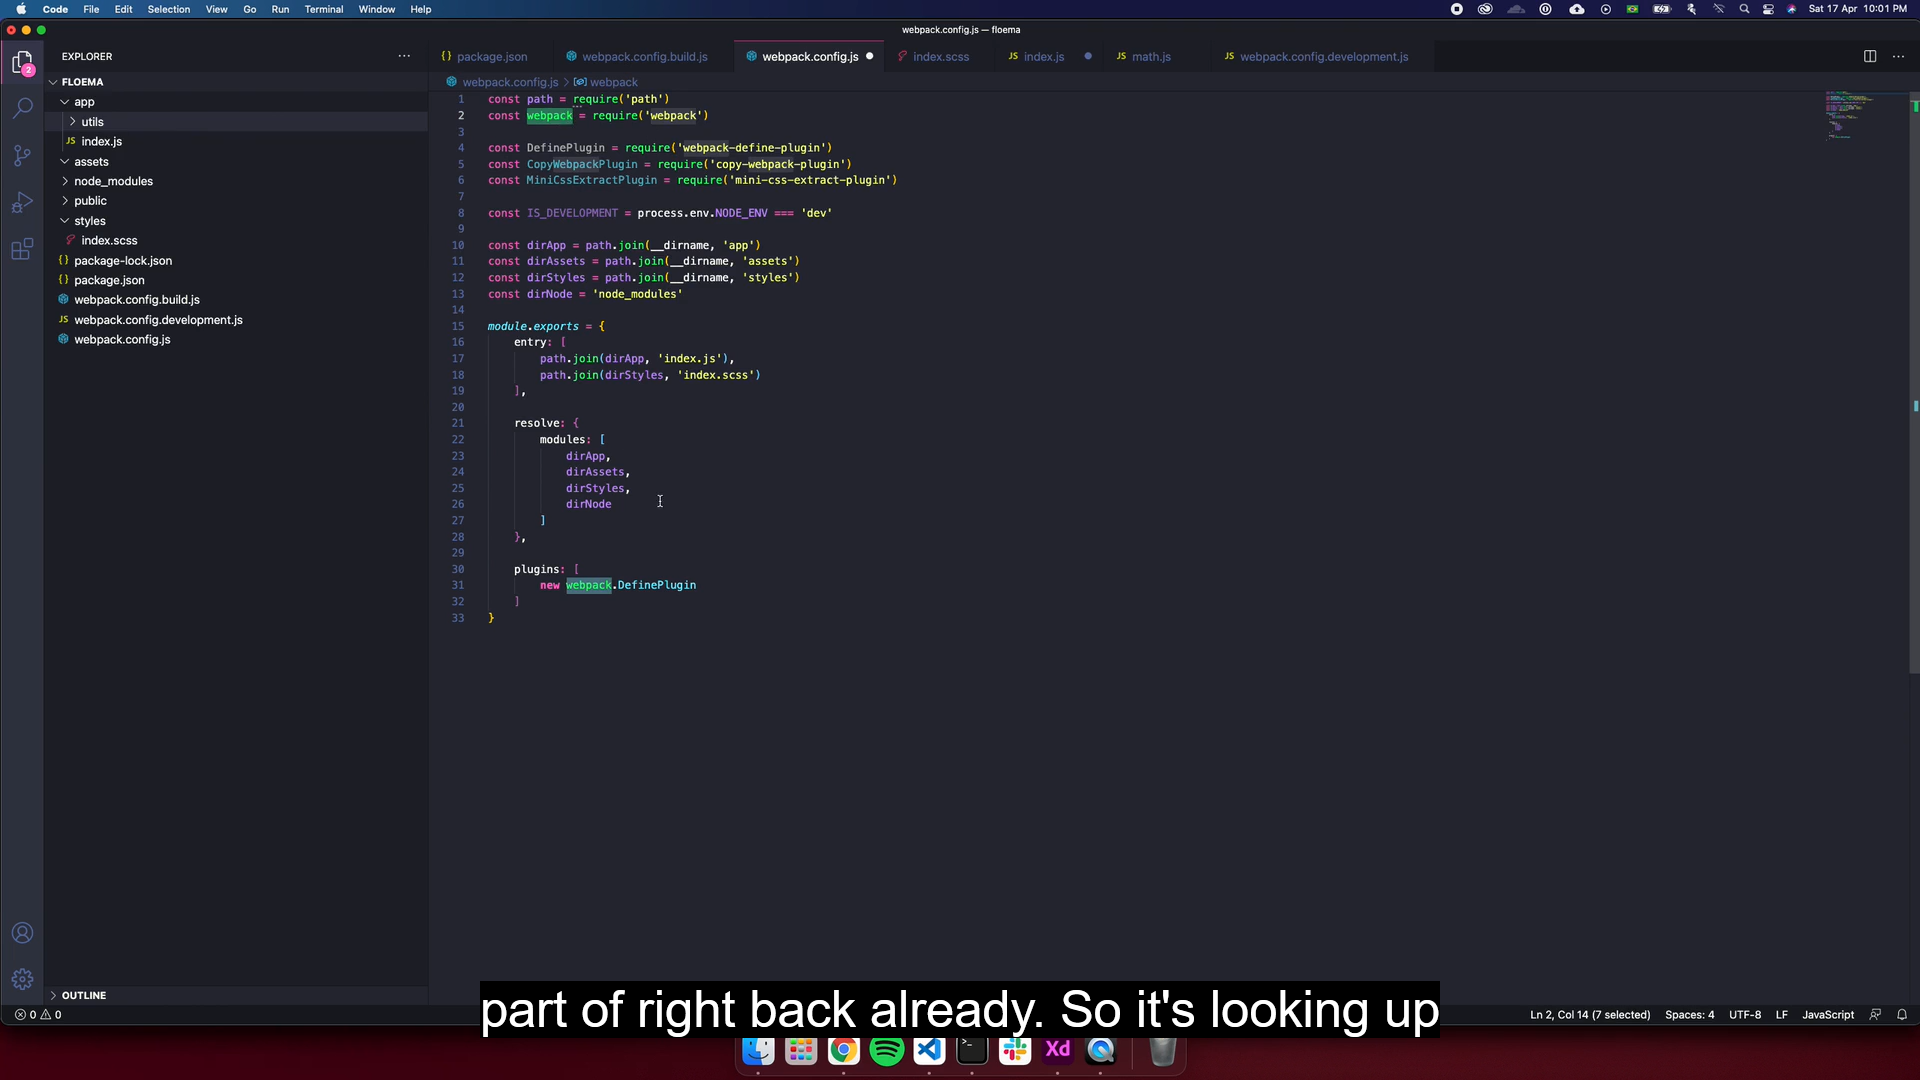 Code File Edit Selection View Go Run Terminal Window Help
Sat 17 Apr 10:01 PM
webpack.config.js — floema
EXPLORER
2
FLOEMA
app
utils
JS index.js
assets
node_modules
public
styles
index.scss
{} package-lock.json
{} package.json
webpack.config.build.js
JS webpack.config.development.js
webpack.config.js
OUTLINE
{} package.json
webpack.config.build.js
webpack.config.js
index.scss
JS index.js
JS math.js
JS webpack.config.development.js
webpack.config.js > webpack
1 const path = require('path')
2 const webpack = require('webpack')
3
4 const DefinePlugin = require('webpack-define-plugin')
5 const CopyWebpackPlugin = require('copy-webpack-plugin')
6 const MiniCssExtractPlugin = require('mini-css-extract-plugin')
7
8 const IS_DEVELOPMENT = process.env.NODE_ENV === 'dev'
9
10 const dirApp = path.join(__dirname, 'app')
11 const dirAssets = path.join(__dirname, 'assets')
12 const dirStyles = path.join(__dirname, 'styles')
13 const dirNode = 'node_modules'
14
15 module.exports = {
16 entry: [
17 path.join(dirApp, 'index.js'),
18 path.join(dirStyles, 'index.scss')
19 ],
20
21 resolve: {
22 modules: [
23 dirApp,
24 dirAssets,
25 dirStyles,
26 dirNode
27 ]
28 },
29
30 plugins: [
31 new webpack.DefinePlugin
32 ]
33 }
part of right back already. So it's looking up
0 0
Ln 2, Col 14 (7 selected) Spaces: 4 UTF-8 LF JavaScript
Xd